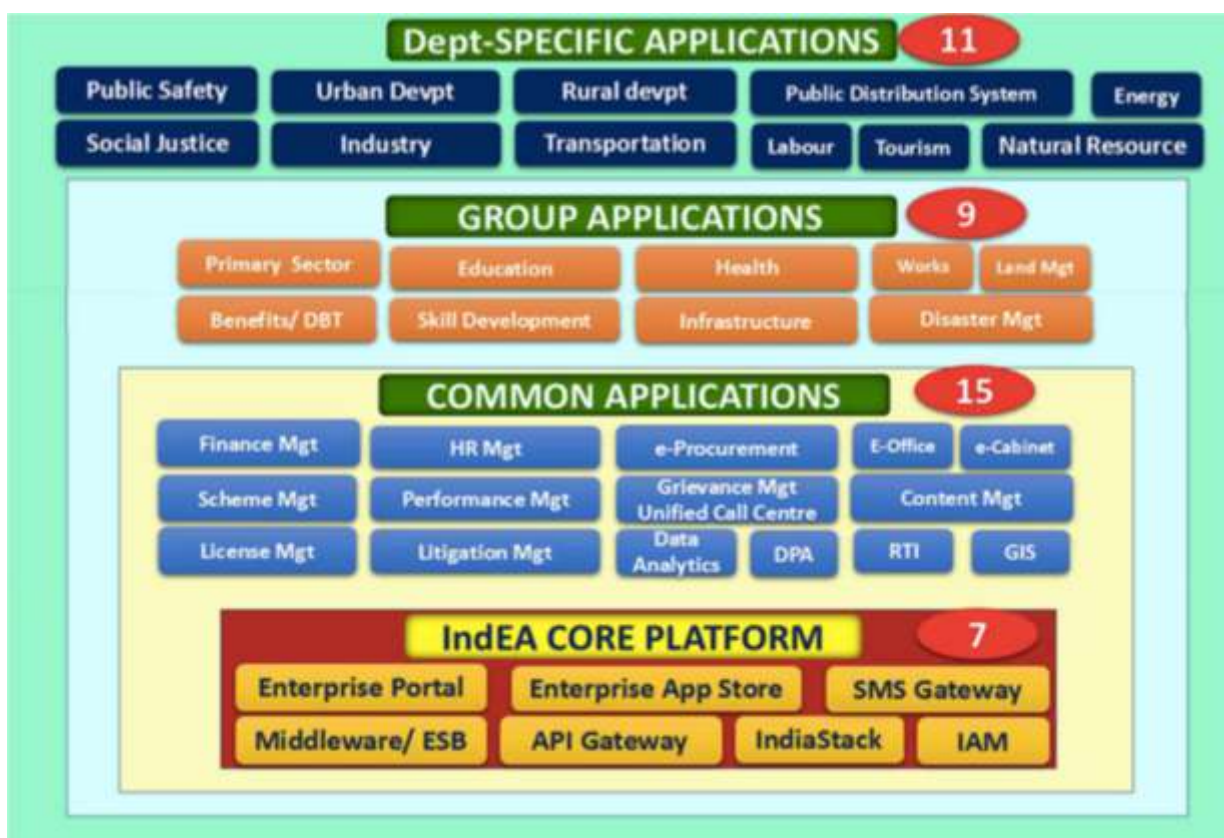 Dept-SPECIFIC APPLICATIONS 11
Public Safety Urban Devpt Rural devpt Public Distribution System Energy
Social Justice Industry Transportation Labour Tourism Natural Resource
GROUP APPLICATIONS 9
Primary Sector Education Health Works Land Mgt
Benefits/ DBT Skill Development Infrastructure Disaster Mgt
COMMON APPLICATIONS 15
Finance Mgt HR Mgt e-Procurement E-Office e-Cabinet
Scheme Mgt Performance Mgt Grievance Mgt
Unified Call Centre Content Mgt
License Mgt Litigation Mgt Data
Analytics DPA RTI GIS
IndEA CORE PLATFORM 7
Enterprise Portal Enterprise App Store SMS Gateway
Middleware/ ESB API Gateway IndiaStack IAM